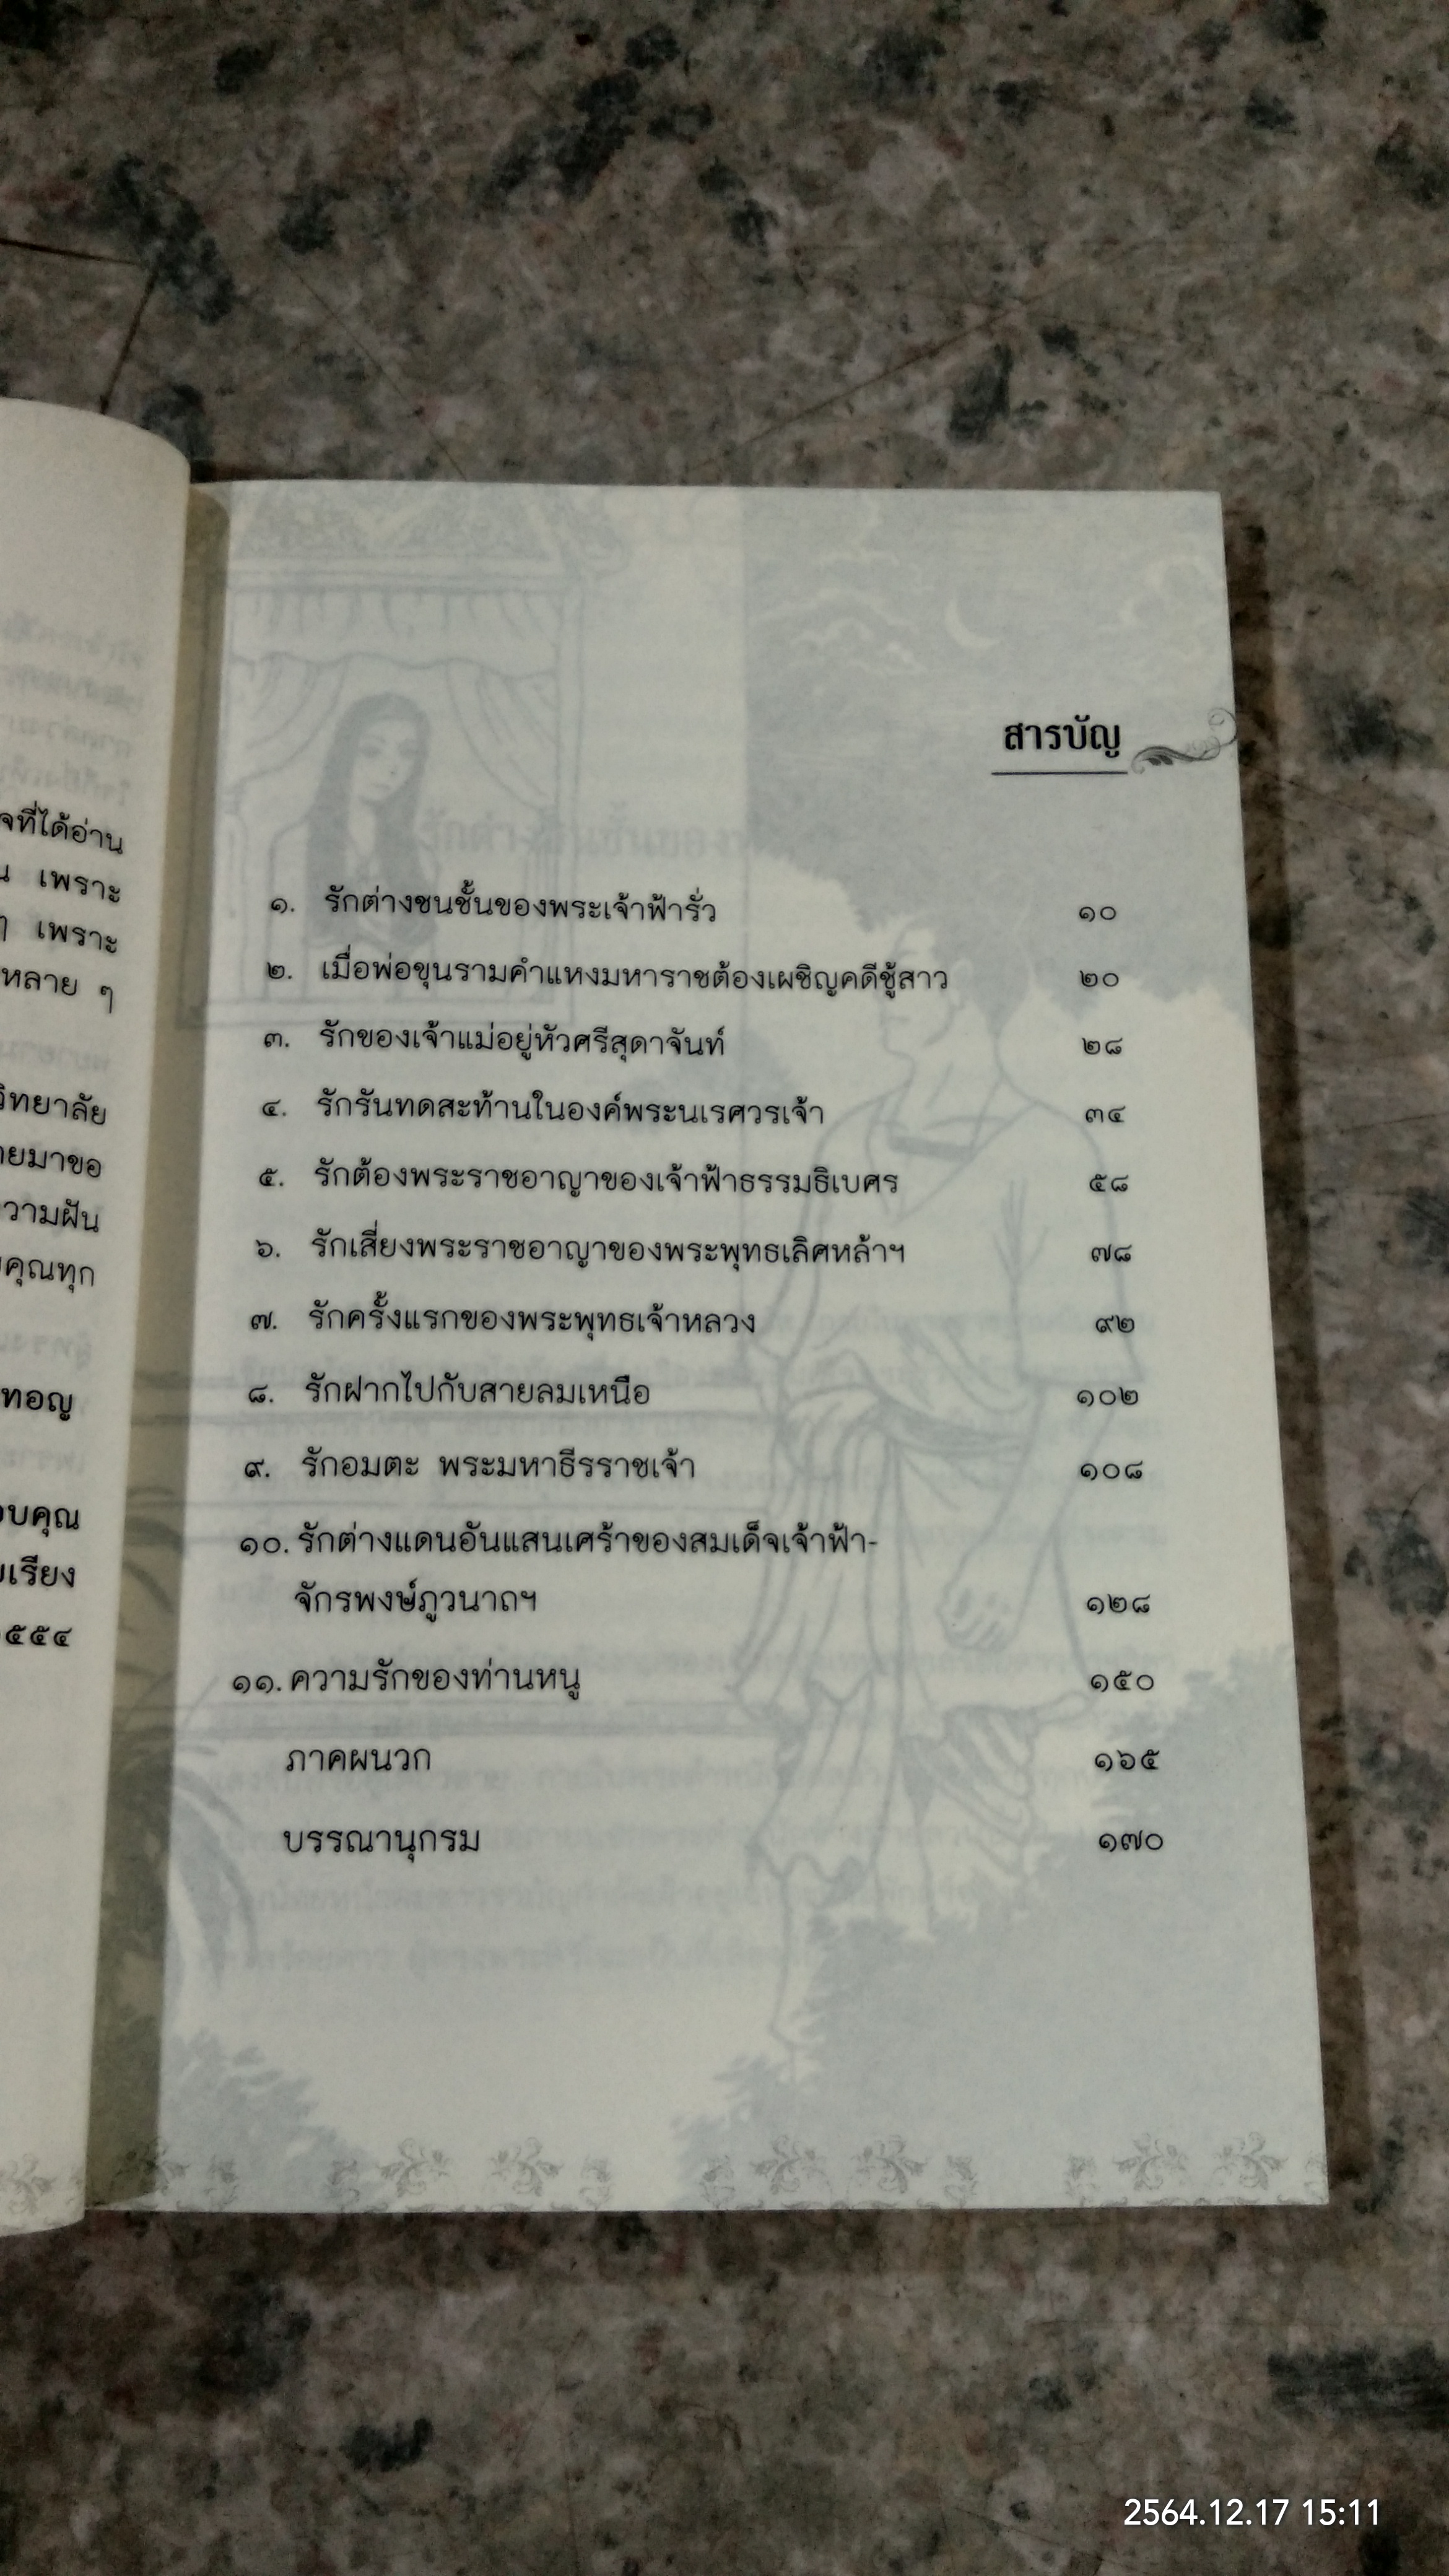 ที่ได้อ่าน
เพราะ
เพราะ
หลาย ๆ
วิทยาลัย
มาขอ
ความฝัน
คุณทุก
ทอญ
ขอบคุณ
เรียง
๕๕๔
สารบัญ
๑. รักต่างชนชั้นของพระเจ้าฟ้ารั่ว ๑๐
๒. เมื่อพ่อขุนรามคำแหงมหาราชต้องเผชิญคดีชู้สาว ๒๐
๓. รักของเจ้าแม่อยู่หัวศรีสุดาจันท์ ๒๘
๔. รักรันทดสะท้านในองค์พระนเรศวรเจ้า ๓๔
๕. รักต้องพระราชอาญาของเจ้าฟ้าธรรมธิเบศร ๕๘
๖. รักเสี่ยงพระราชอาญาของพระพุทธเลิศหล้าฯ ๗๘
๗. รักครั้งแรกของพระพุทธเจ้าหลวง ๙๒
๘. รักฝากไปกับสายลมเหนือ ๑๐๒
๙. รักอมตะ พระมหาธีรราชเจ้า ๑๐๘
๑๐. รักต่างแดนอันแสนเศร้าของสมเด็จเจ้าฟ้า-
จักรพงษ์ภูวนาถฯ ๑๒๘
๑๑. ความรักของท่านหนู ๑๕๐
ภาคผนวก ๑๖๕
บรรณานุกรม ๑๗๐
2564.12.17 15:11